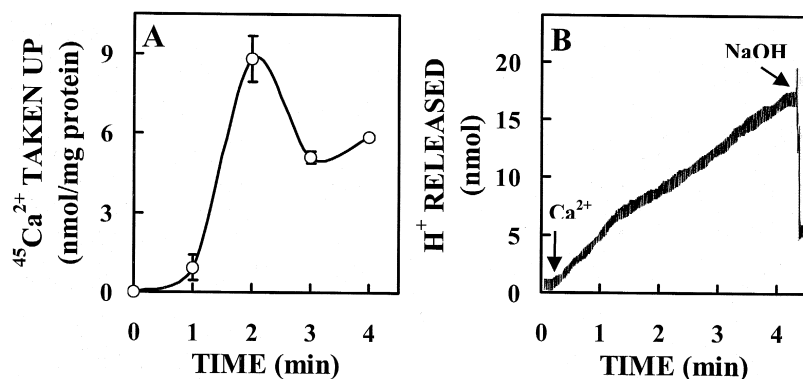 A
⁴⁵Ca²⁺ TAKEN UP
(nmol/mg protein)
9
6
3
0
0 1 2 3 4
TIME (min)
B
H⁺ RELEASED
(nmol)
20
15
10
5
0
NaOH
Ca²⁺
0 1 2 3 4
TIME (min)